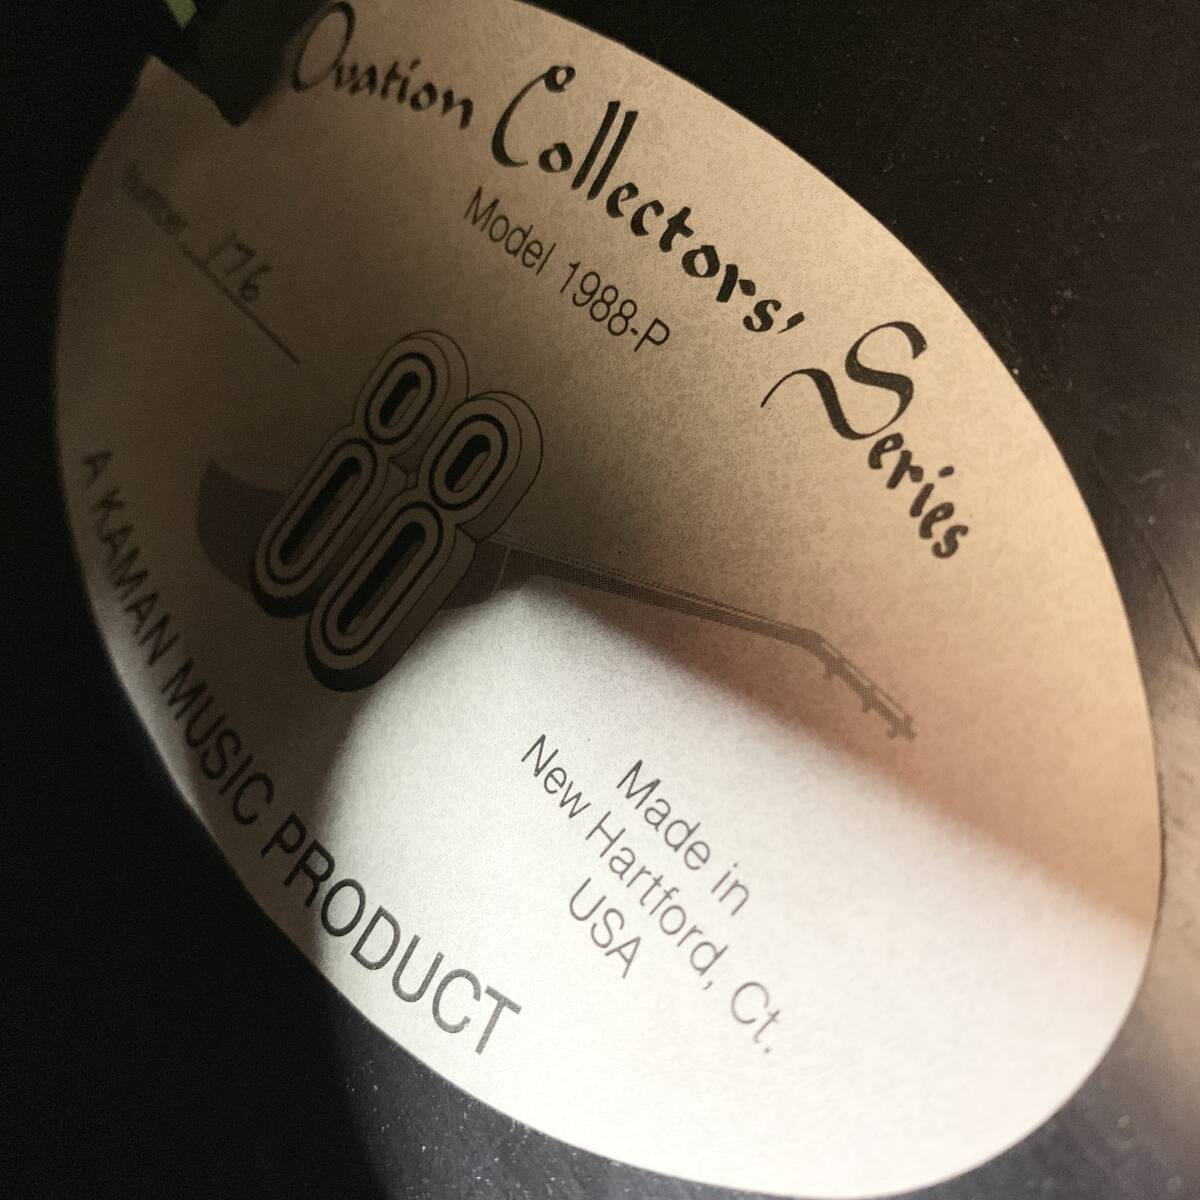 Ovation Collectors' Series
Model 1988-P
176
88
Made in
New Hartford, Ct.
USA
A KAMAN MUSIC PRODUCT